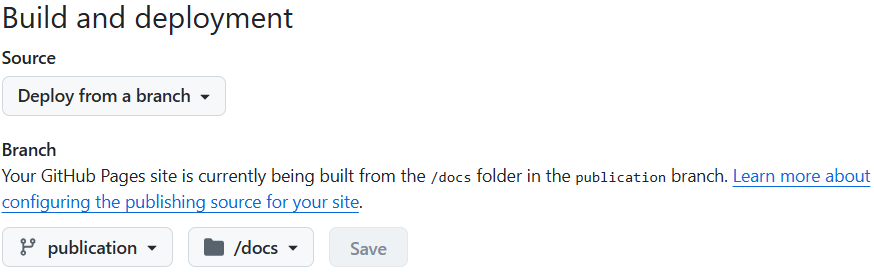 Build and deployment
Source
Deploy from a branch
Branch
Your GitHub Pages site is currently being built from the /docs folder in the publication branch. Learn more about
configuring the publishing source for your site.
publication /docs Save